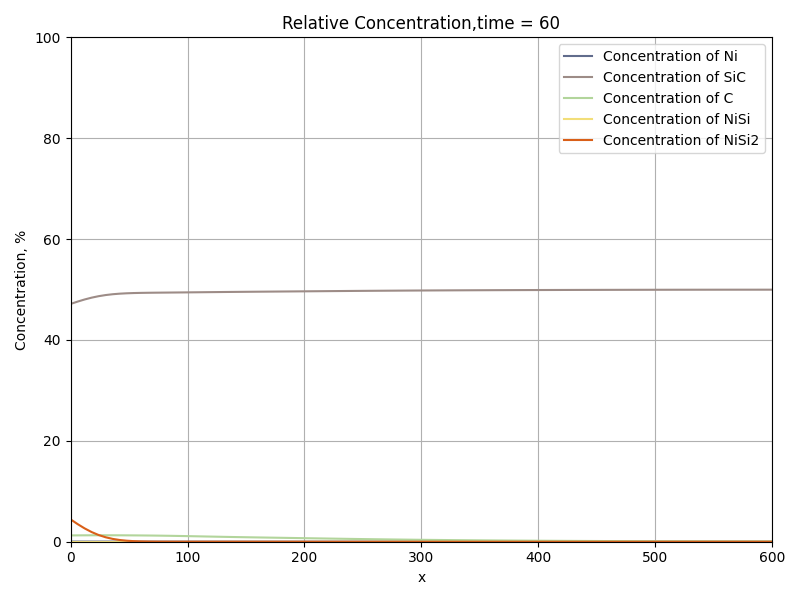 Relative Concentration,time = 60
Concentration of Ni
Concentration of SiC
Concentration of C
Concentration of NiSi
Concentration of NiSi2
Concentration, %
100
80
60
40
20
0
0 100 200 300 400 500 600
x